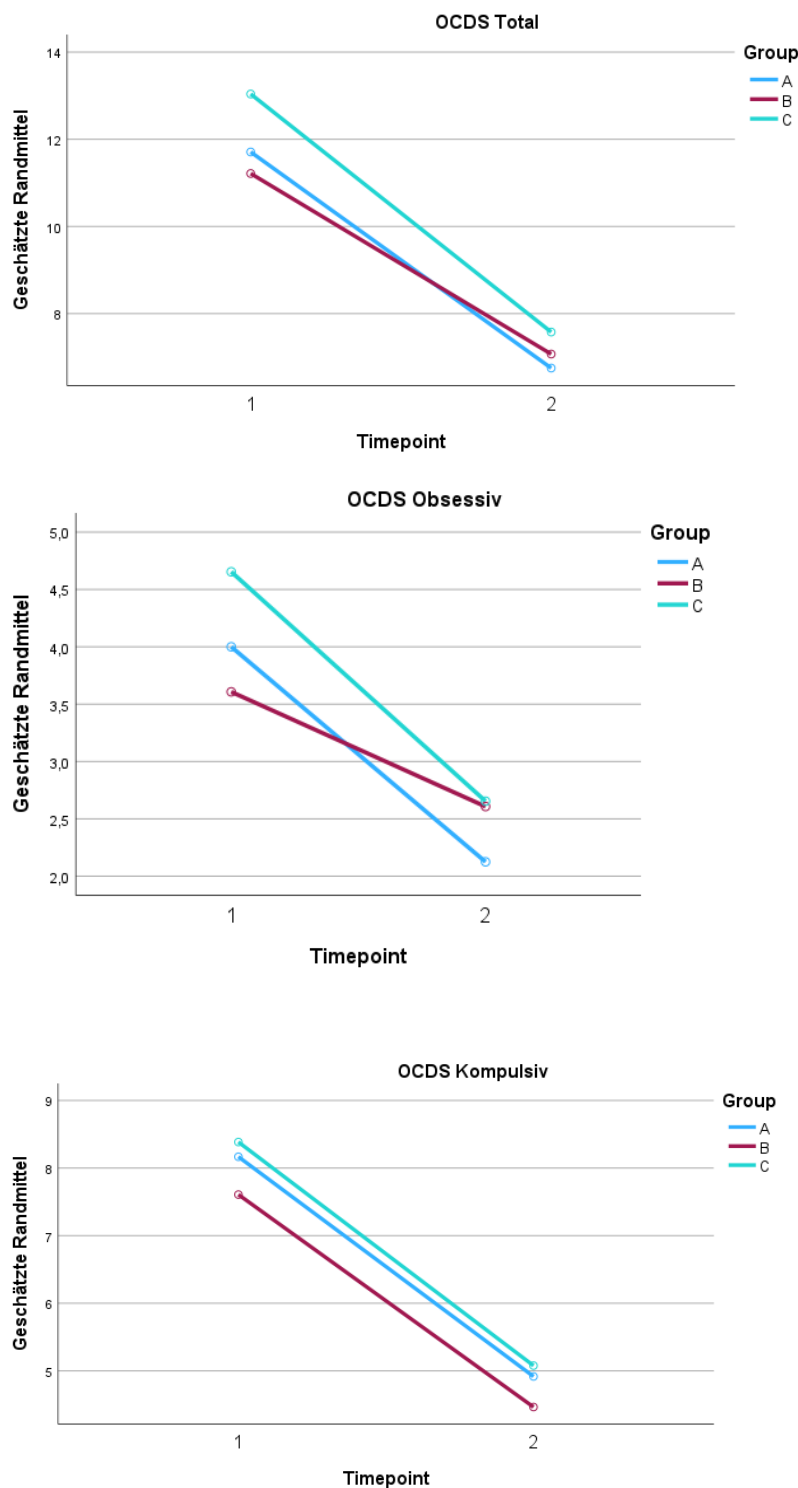 OCDS Total
Geschätzte Randmittel
14
12
10
8
1
2
Timepoint
Group
A
B
C
OCDS Obsessiv
Geschätzte Randmittel
5,0
4,5
4,0
3,5
3,0
2,5
2,0
1
2
Timepoint
Group
A
B
C
OCDS Kompulsiv
Geschätzte Randmittel
9
8
7
6
5
1
2
Timepoint
Group
A
B
C